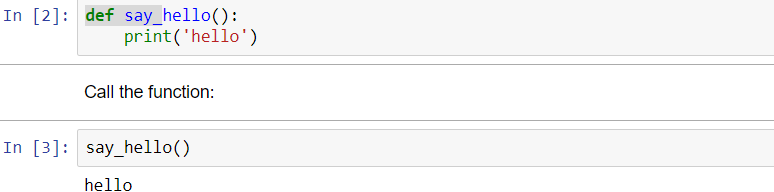 In [2]: def say_hello():
    print('hello')
Call the function:
In [3]: say_hello()
hello